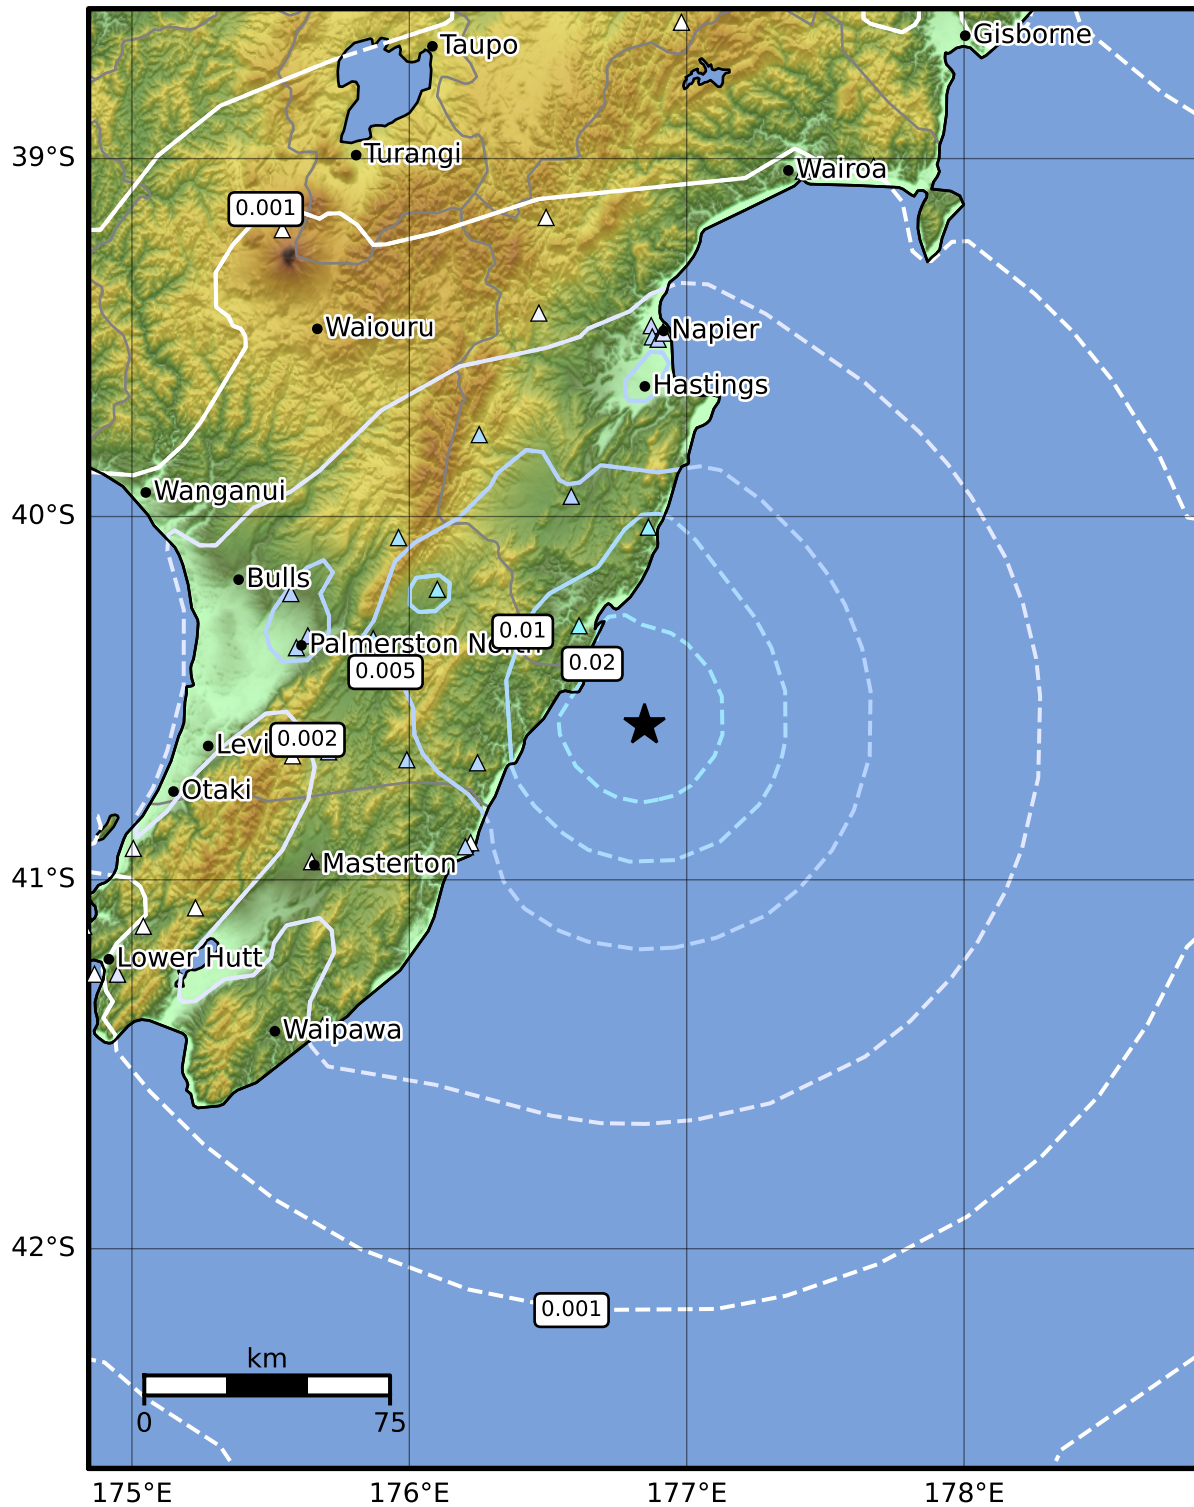 Gisborne
Taupo
39°S
Turangi
Wairoa
0.001
Waiouru
Napier
Hastings
Wanganui
40°S
Bulls
0.01
Palmerston North
0.02
0.005
Levi
0.002
Otaki
Masterton
41°S
Lower Hutt
Waipawa
42°S
0.001
km
0
75
175°E
176°E
177°E
178°E